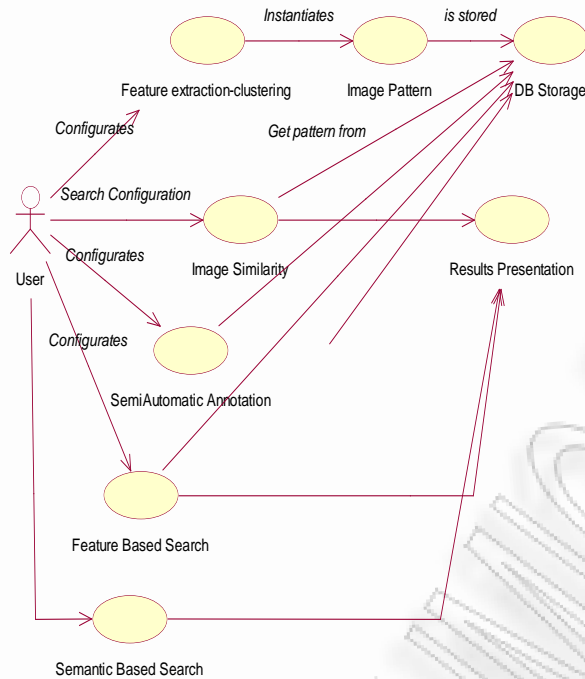 Instantiates
is stored
Feature extraction-clustering
Image Pattern
DB Storage
Configurates
Get pattern from
Search Configuration
Image Similarity
Results Presentation
User
Configurates
Configurates
SemiAutomatic Annotation
Feature Based Search
Semantic Based Search